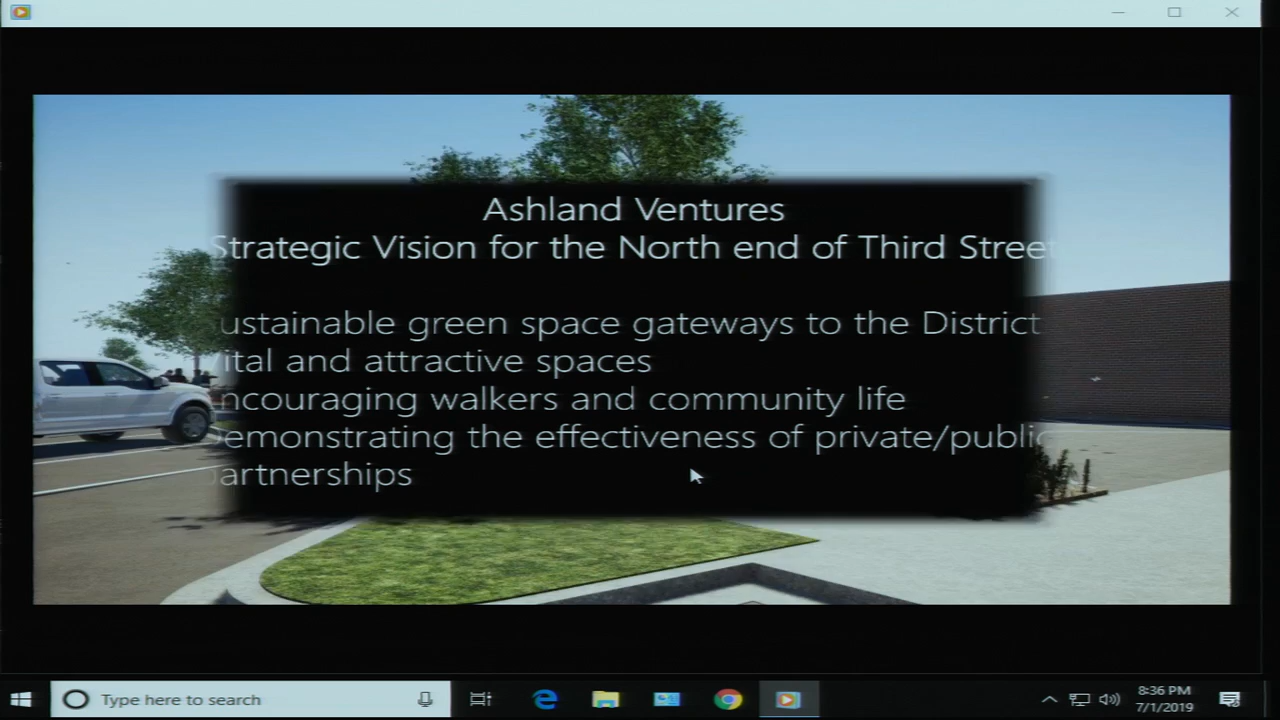 Ashland Ventures
Strategic Vision for the North end of Third Street
ustainable green space gateways to the District
ital and attractive spaces
ncouraging walkers and community life
emonstrating the effectiveness of private/public
artnerships
Type here to search
8:36 PM
7/1/2019